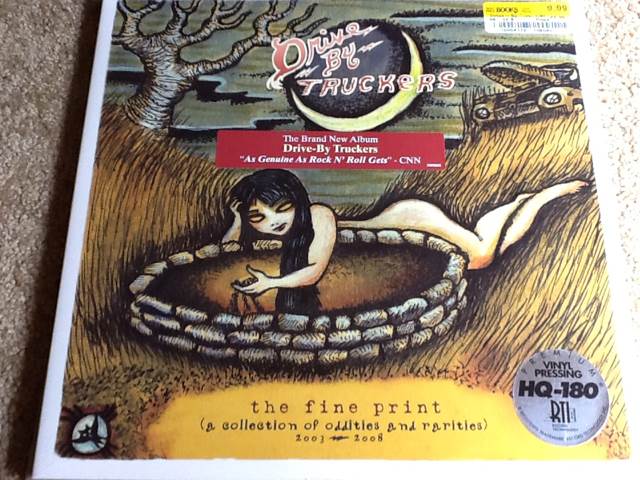 BOOKS
9.99
Drive
By
TRUCKERS
The Brand New Album
Drive-By Truckers
"As Genuine As Rock N' Roll Gets" - CNN
PREMIUM
VINYL
PRESSING
HQ-180
RTI
the fine print
(a collection of oddities and rarities)
2003 2008